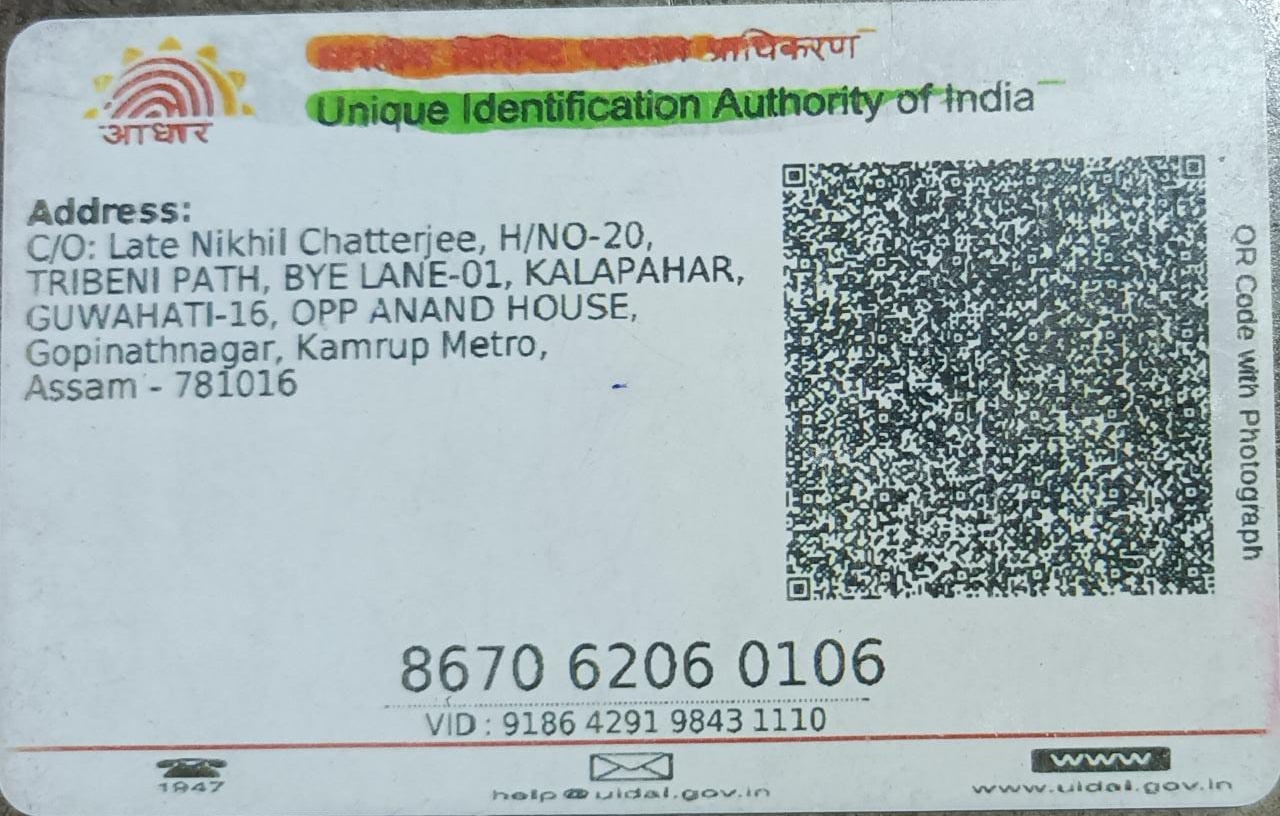 आधार
प्राधिकरण
Unique Identification Authority of India
Address:
C/O: Late Nikhil Chatterjee, H/NO-20,
TRIBENI PATH, BYE LANE-01, KALAPAHAR,
GUWAHATI-16, OPP ANAND HOUSE,
Gopinathnagar, Kamrup Metro,
Assam - 781016
QR Code with Photograph
8670 6206 0106
VID : 9186 4291 9843 1110
1947
help@uidai.gov.in
www
www.uidai.gov.in